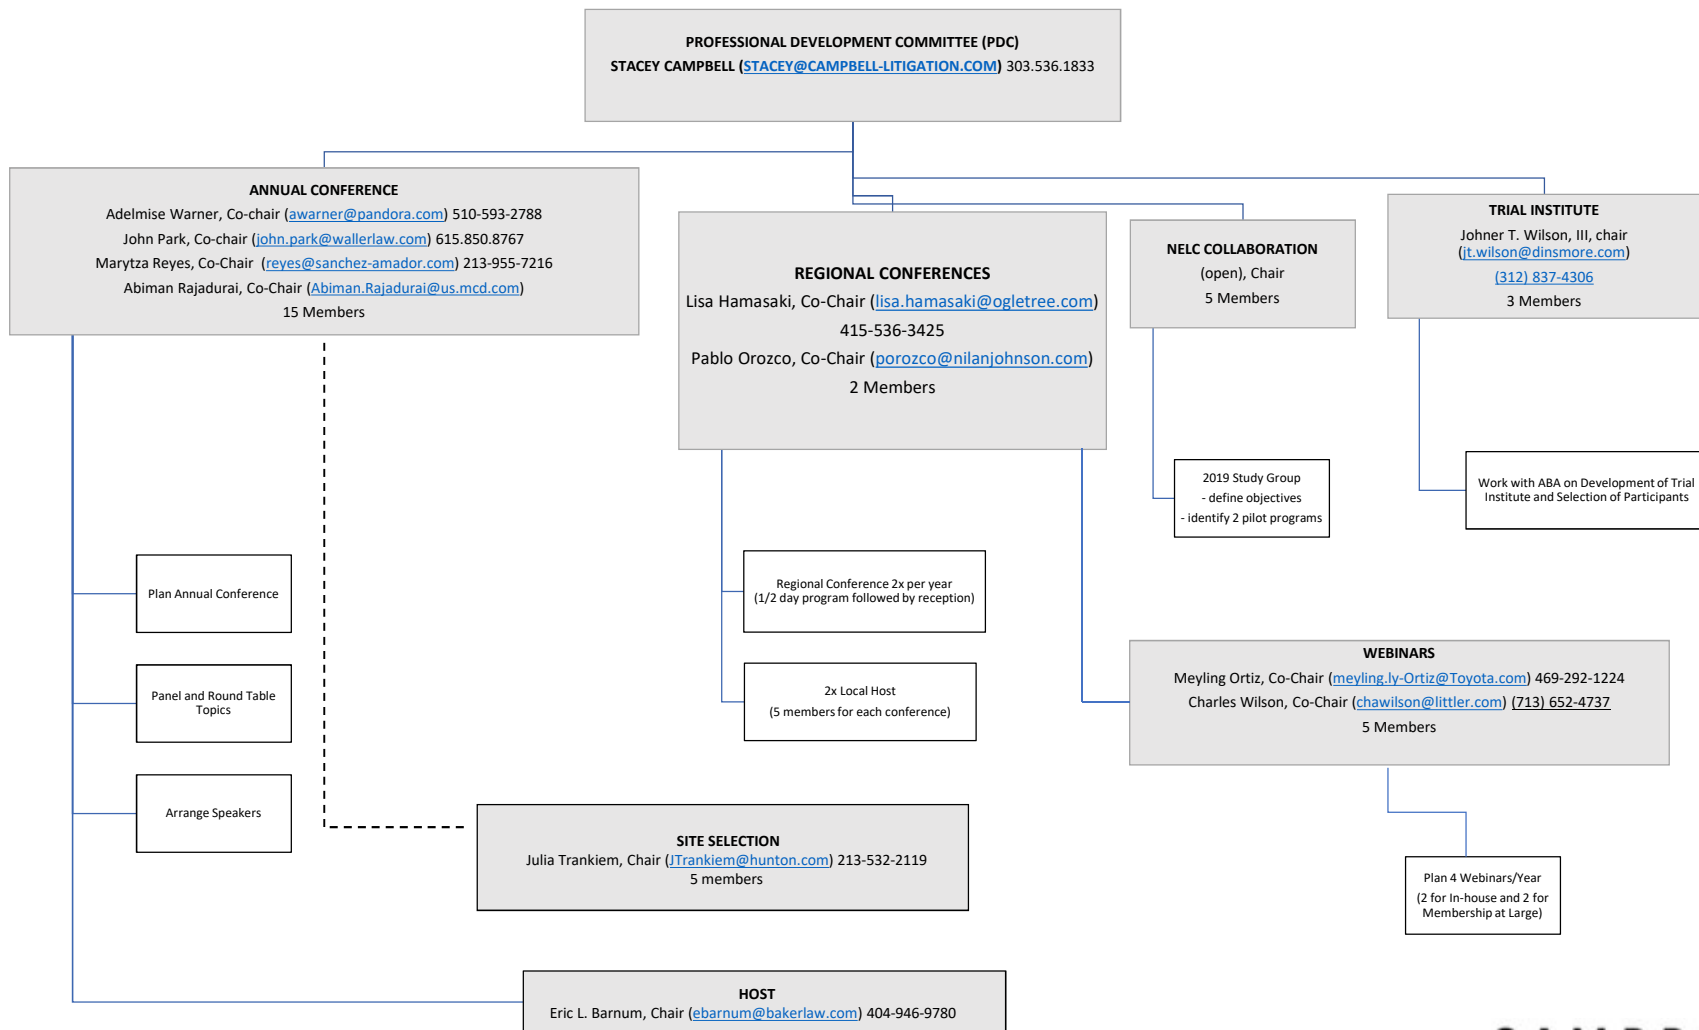 PROFESSIONAL DEVELOPMENT COMMITTEE (PDC)
STACEY CAMPBELL (STACEY@CAMPBELL-LITIGATION.COM) 303.536.1833
ANNUAL CONFERENCE
Adelmise Warner, Co-chair (awarner@pandora.com) 510-593-2788
John Park, Co-chair (john.park@wallerlaw.com) 615.850.8767
Marytza Reyes, Co-Chair (reyes@sanchez-amador.com) 213-955-7216
Abiman Rajadurai, Co-Chair (Abiman.Rajadurai@us.mcd.com)
15 Members
REGIONAL CONFERENCES
Lisa Hamasaki, Co-Chair (lisa.hamasaki@ogletree.com)
415-536-3425
Pablo Orozco, Co-Chair (porozco@nilanjohnson.com)
2 Members
NELC COLLABORATION
(open), Chair
5 Members
TRIAL INSTITUTE
Johner T. Wilson, III, chair
(jt.wilson@dinsmore.com)
(312) 837-4306
3 Members
2019 Study Group
- define objectives
- identify 2 pilot programs
Work with ABA on Development of Trial
Institute and Selection of Participants
Plan Annual Conference
Panel and Round Table
Topics
Arrange Speakers
Regional Conference 2x per year
(1/2 day program followed by reception)
2x Local Host
(5 members for each conference)
WEBINARS
Meyling Ortiz, Co-Chair (meyling.ly-Ortiz@Toyota.com) 469-292-1224
Charles Wilson, Co-Chair (chawilson@littler.com) (713) 652-4737
5 Members
SITE SELECTION
Julia Trankiem, Chair (JTrankiem@hunton.com) 213-532-2119
5 members
Plan 4 Webinars/Year
(2 for In-house and 2 for
Membership at Large)
HOST
Eric L. Barnum, Chair (ebarnum@bakerlaw.com) 404-946-9780